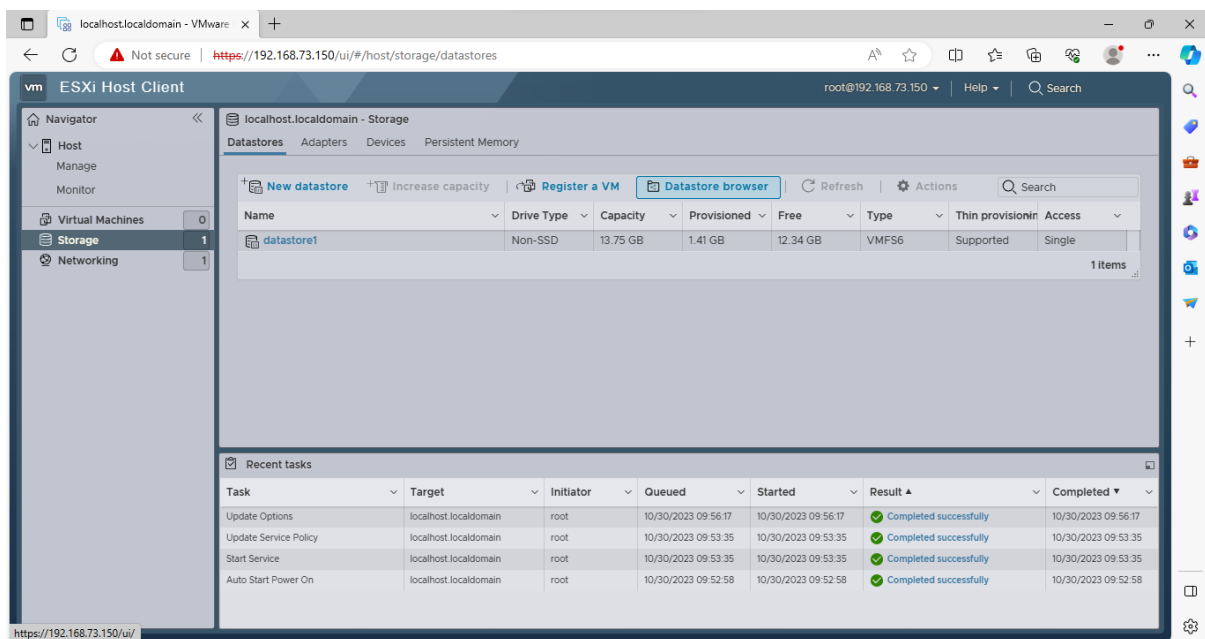 localhost.localdomain - VMware
Not secure https://192.168.73.150/ui/#/host/storage/datastores
vm ESXi Host Client
root@192.168.73.150 Help Search
Navigator
Host
Manage
Monitor
Virtual Machines 0
Storage 1
Networking 1
localhost.localdomain - Storage
Datastores Adapters Devices Persistent Memory
New datastore Increase capacity Register a VM Datastore browser Refresh Actions Search
Name Drive Type Capacity Provisioned Free Type Thin provisionin Access
datastore1 Non-SSD 13.75 GB 1.41 GB 12.34 GB VMFS6 Supported Single
1 items
Recent tasks
Task Target Initiator Queued Started Result Completed
Update Options localhost.localdomain root 10/30/2023 09:56:17 10/30/2023 09:56:17 Completed successfully 10/30/2023 09:56:17
Update Service Policy localhost.localdomain root 10/30/2023 09:53:35 10/30/2023 09:53:35 Completed successfully 10/30/2023 09:53:35
Start Service localhost.localdomain root 10/30/2023 09:53:35 10/30/2023 09:53:35 Completed successfully 10/30/2023 09:53:35
Auto Start Power On localhost.localdomain root 10/30/2023 09:52:58 10/30/2023 09:52:58 Completed successfully 10/30/2023 09:52:58
https://192.168.73.150/ui/